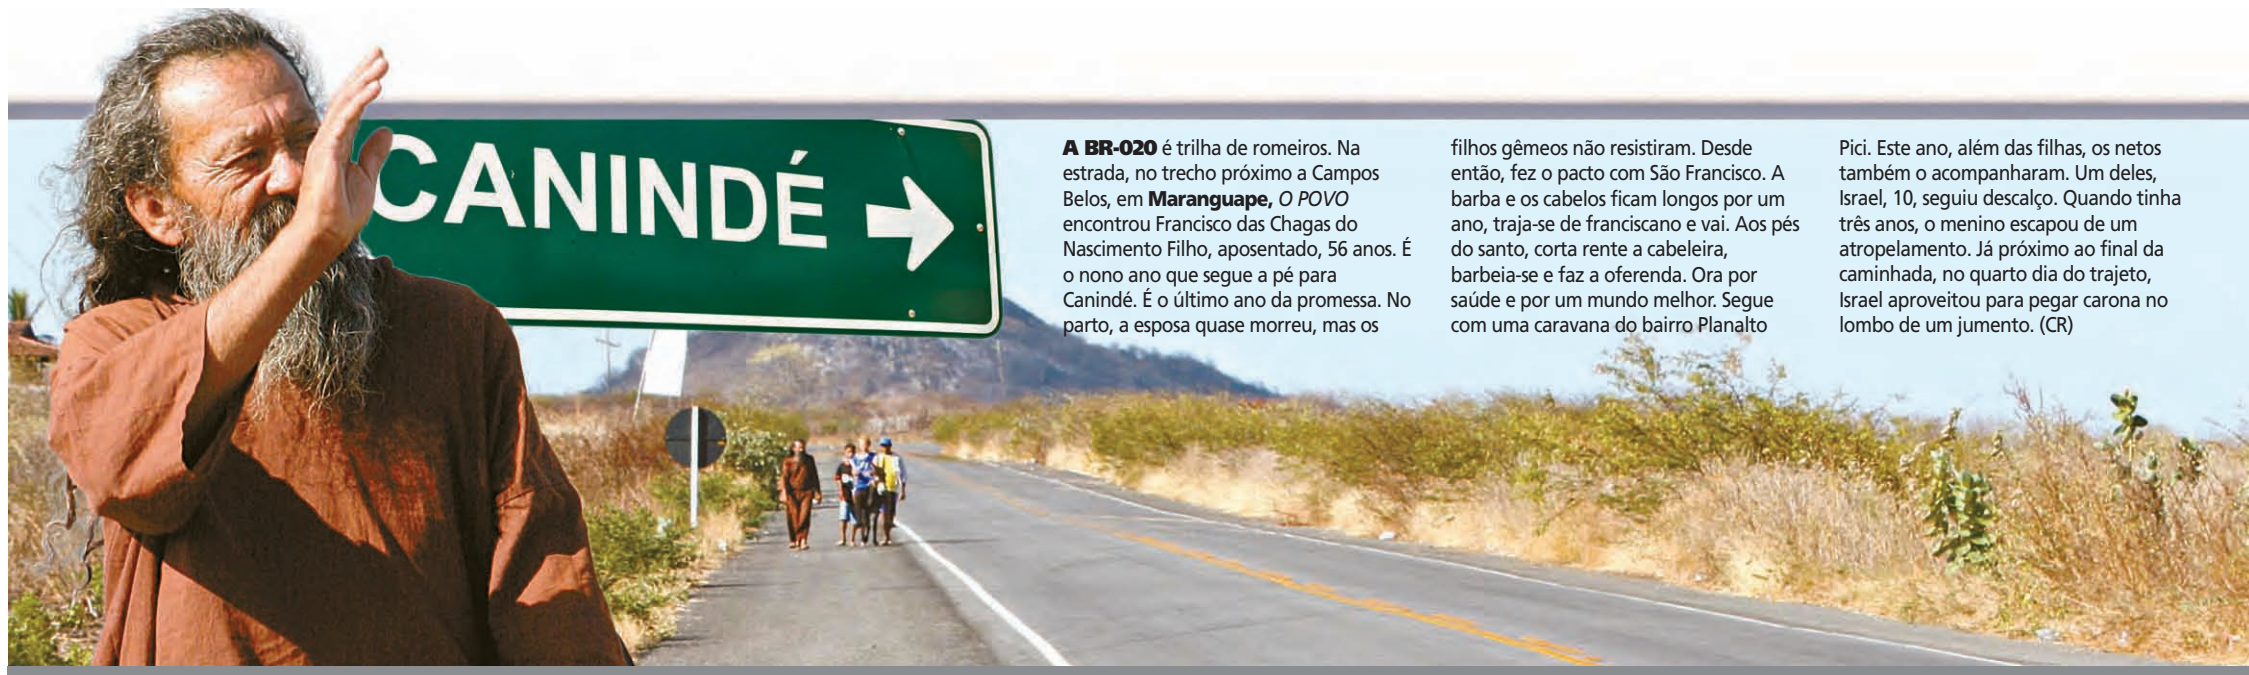 CANINDÉ
A BR-020 é trilha de romeiros. Na
estrada, no trecho próximo a Campos
Belos, em Maranguape, O POVO
encontrou Francisco das Chagas do
Nascimento Filho, aposentado, 56 anos. É
o nono ano que segue a pé para
Canindé. É o último ano da promessa. No
parto, a esposa quase morreu, mas os
filhos gêmeos não resistiram. Desde
então, fez o pacto com São Francisco. A
barba e os cabelos ficam longos por um
ano, traja-se de franciscano e vai. Aos pés
do santo, corta rente a cabeleira,
barbeia-se e faz a oferenda. Ora por
saúde e por um mundo melhor. Segue
com uma caravana do bairro Planalto
Pici. Este ano, além das filhas, os netos
também o acompanharam. Um deles,
Israel, 10, seguiu descalço. Quando tinha
três anos, o menino escapou de um
atropelamento. Já próximo ao final da
caminhada, no quarto dia do trajeto,
Israel aproveitou para pegar carona no
lombo de um jumento. (CR)